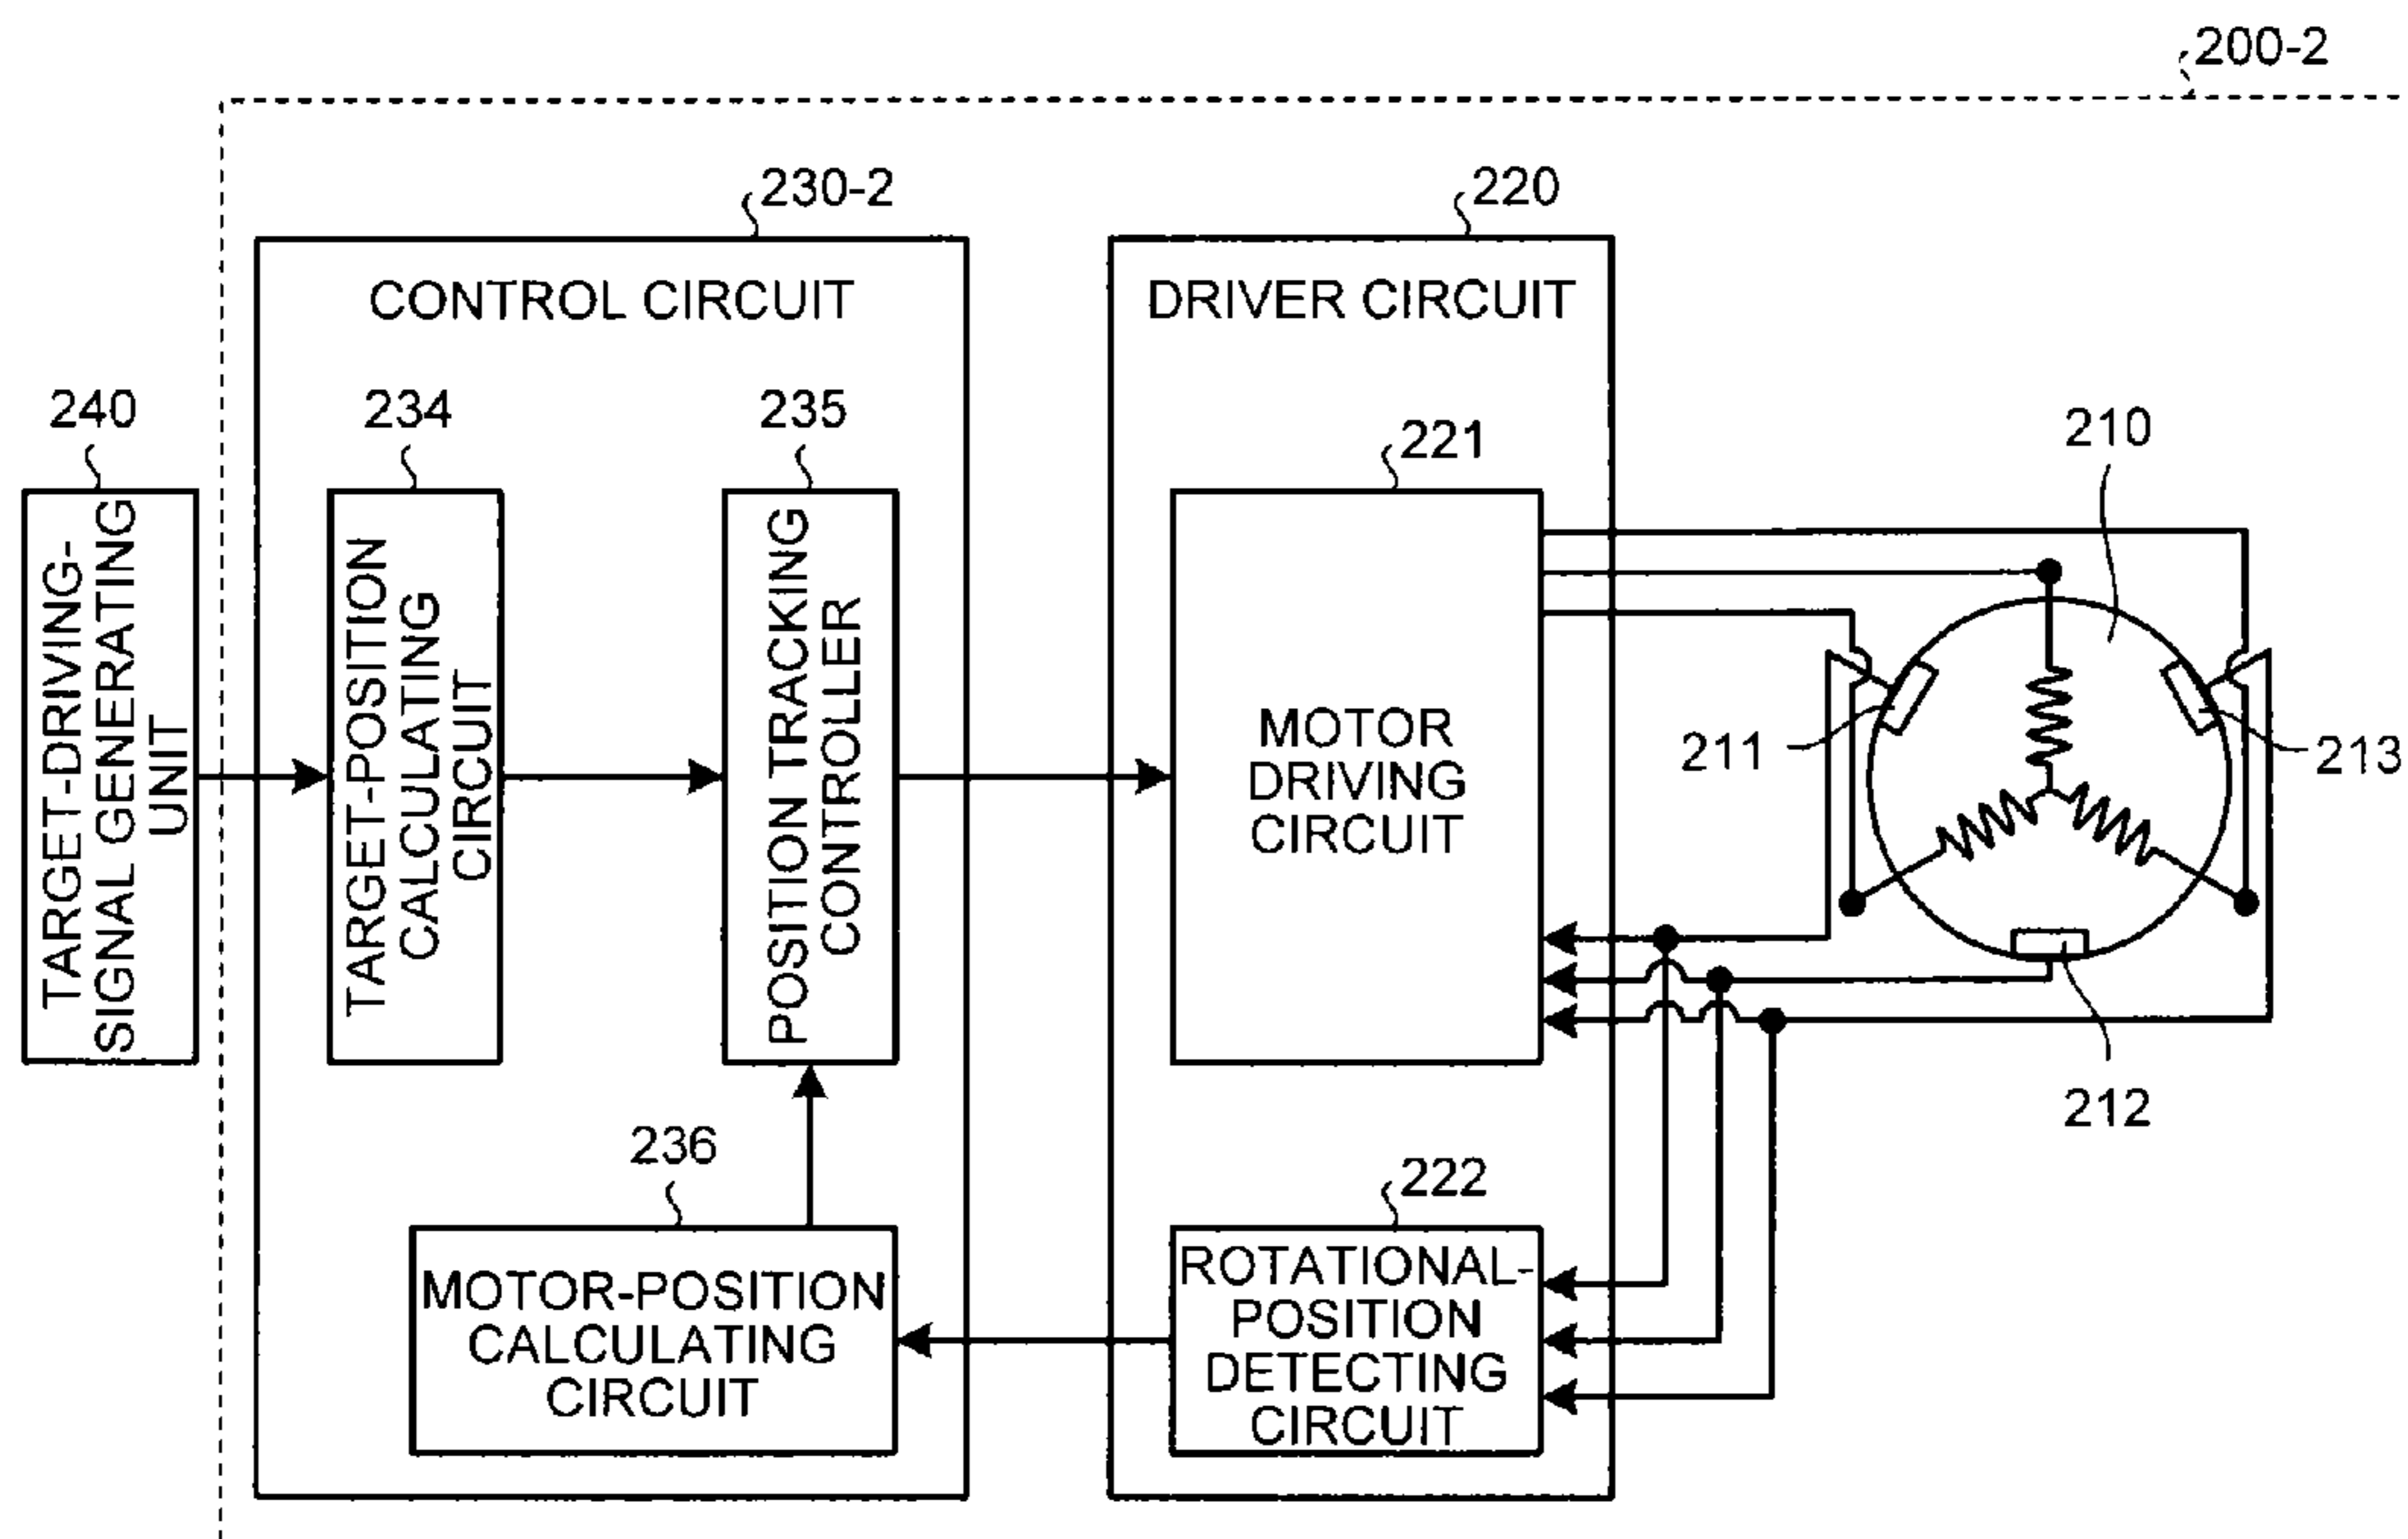 200-2
230-2
220
CONTROL CIRCUIT
DRIVER CIRCUIT
240
234
235
221
210
TARGET-DRIVING-
SIGNAL GENERATING
UNIT
TARGET-POSITION
CALCULATING
CIRCUIT
POSITION TRACKING
CONTROLLER
MOTOR
DRIVING
CIRCUIT
211
213
212
236
222
MOTOR-POSITION
CALCULATING
CIRCUIT
ROTATIONAL-
POSITION
DETECTING
CIRCUIT